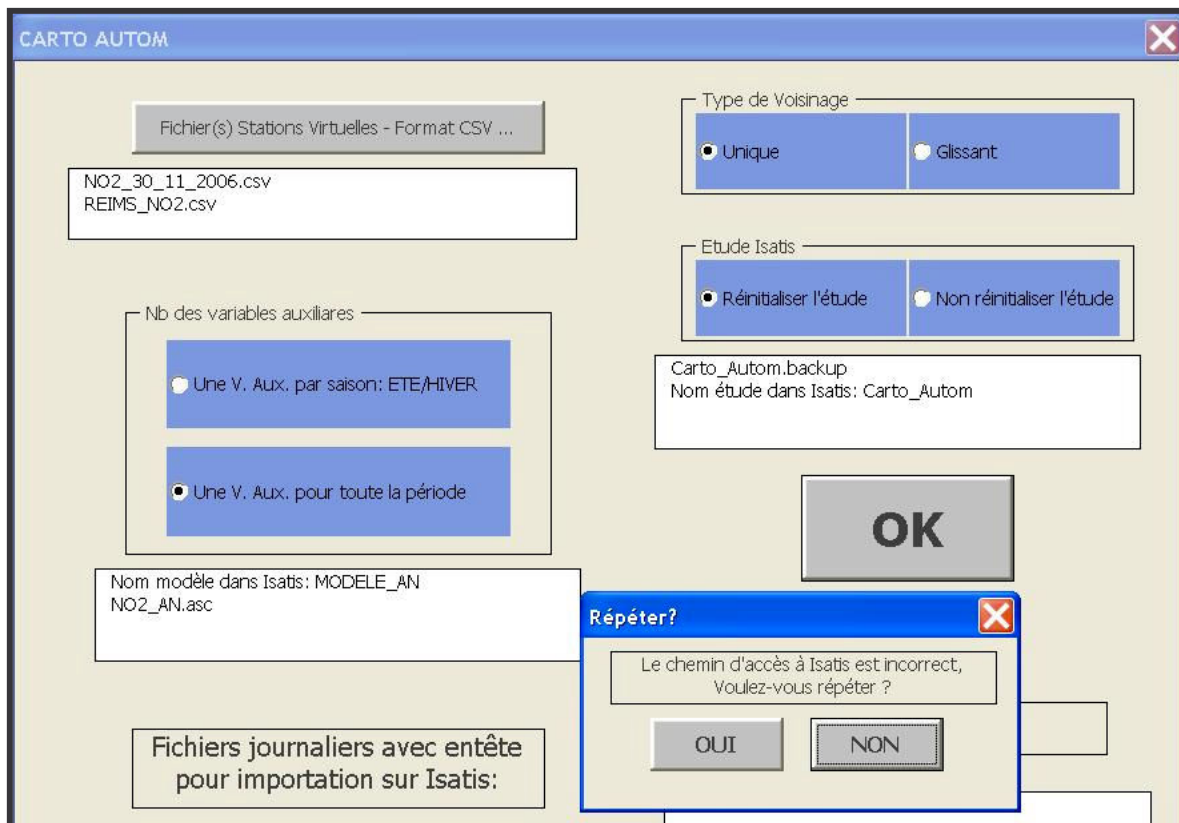 CARTO AUTOM
Fichier(s) Stations Virtuelles - Format CSV ...
NO2_30_11_2006.csv
REIMS_NO2.csv
Type de Voisinage
Unique
Glissant
Etude Isatis
Réinitialiser l'étude
Non réinitialiser l'étude
Carto_Autom.backup
Nom étude dans Isatis: Carto_Autom
Nb des variables auxiliares
Une V. Aux. par saison: ETE/HIVER
Une V. Aux. pour toute la période
Nom modèle dans Isatis: MODELE_AN
NO2_AN.asc
OK
Répéter?
Le chemin d'accès à Isatis est incorrect,
Voulez-vous répéter ?
OUI
NON
Fichiers journaliers avec entête
pour importation sur Isatis: